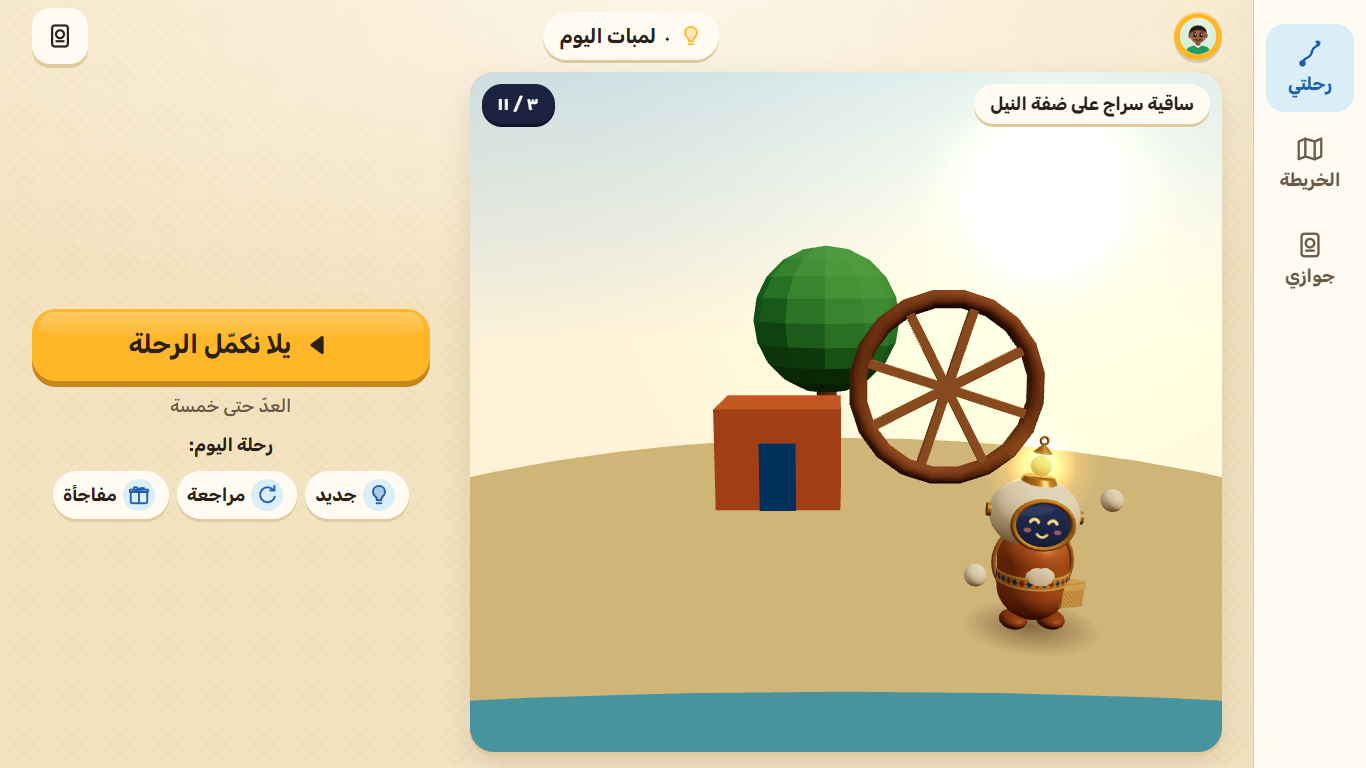 رحلتي
الخريطة
جوازي
٠ لمبات اليوم
ساقية سراج على ضفة النيل
٣ / ١١
يلا نكمّل الرحلة
العدّ حتى خمسة
رحلة اليوم:
جديد
مراجعة
مفاجأة